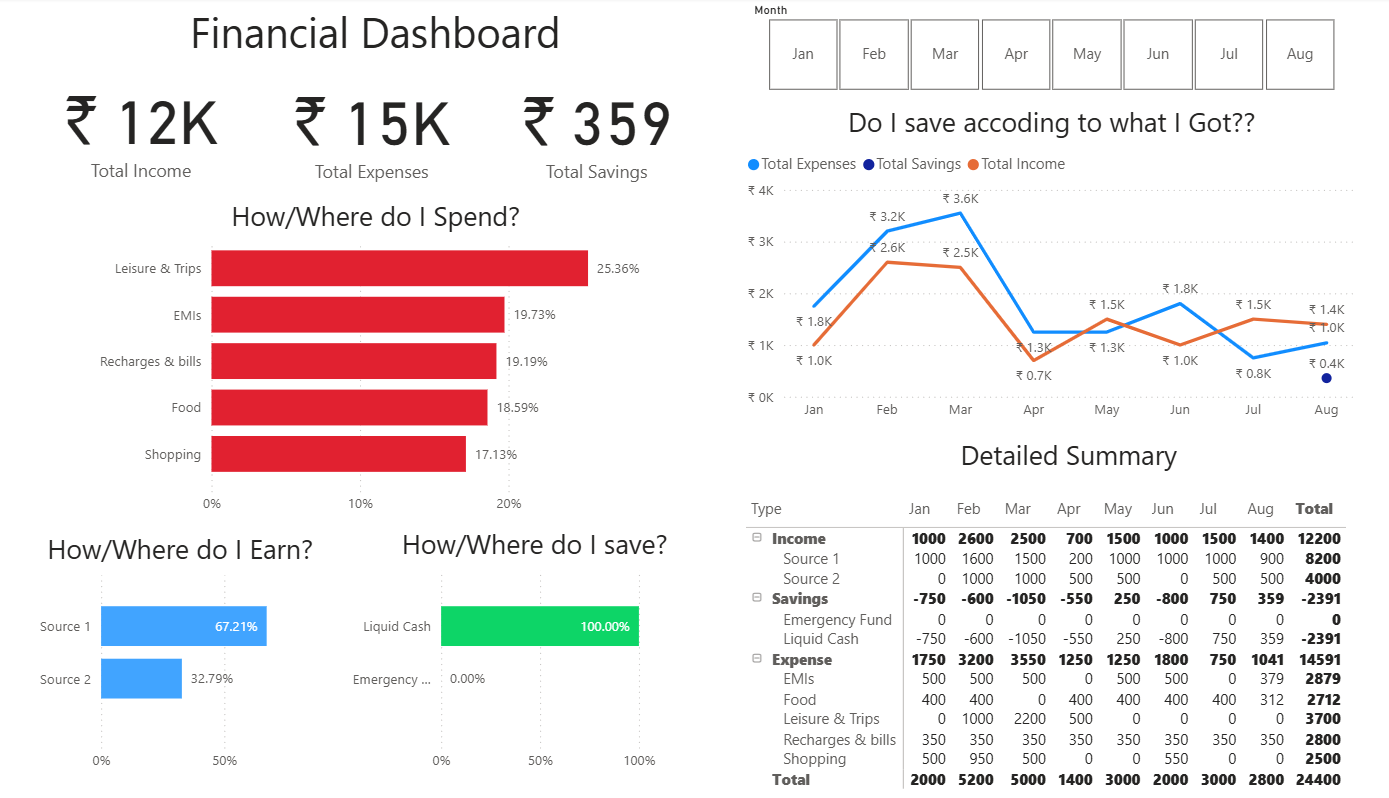 Financial Dashboard
₹ 12K
Total Income
₹ 15K
Total Expenses
₹ 359
Total Savings
How/Where do I Spend?
Leisure & Trips 25.36%
EMIs 19.73%
Recharges & bills 19.19%
Food 18.59%
Shopping 17.13%
0% 10% 20%
How/Where do I Earn?
Source 1 67.21%
Source 2 32.79%
0% 50%
How/Where do I save?
Liquid Cash 100.00%
Emergency ... 0.00%
0% 50% 100%
Month
Jan Feb Mar Apr May Jun Jul Aug
Do I save accoding to what I Got??
Total Expenses Total Savings Total Income
₹ 4K
₹ 3K
₹ 2K
₹ 1K
₹ 0K
₹ 1.8K ₹ 3.2K ₹ 3.6K ₹ 1.3K ₹ 1.3K ₹ 1.8K ₹ 0.8K ₹ 1.0K
₹ 1.0K ₹ 2.6K ₹ 2.5K ₹ 0.7K ₹ 1.5K ₹ 1.0K ₹ 1.5K ₹ 1.4K
₹ 0.4K
Jan Feb Mar Apr May Jun Jul Aug
Detailed Summary
Type Jan Feb Mar Apr May Jun Jul Aug Total
Income 1000 2600 2500 700 1500 1000 1500 1400 12200
Source 1 1000 1600 1500 200 1000 1000 1000 900 8200
Source 2 0 1000 1000 500 500 0 500 500 4000
Savings -750 -600 -1050 -550 250 -800 750 359 -2391
Emergency Fund 0 0 0 0 0 0 0 0 0
Liquid Cash -750 -600 -1050 -550 250 -800 750 359 -2391
Expense 1750 3200 3550 1250 1250 1800 750 1041 14591
EMIs 500 500 500 0 500 500 0 379 2879
Food 400 400 0 400 400 400 400 312 2712
Leisure & Trips 0 1000 2200 500 0 0 0 0 3700
Recharges & bills 350 350 350 350 350 350 350 350 2800
Shopping 500 950 500 0 0 550 0 0 2500
Total 2000 5200 5000 1400 3000 2000 3000 2800 24400